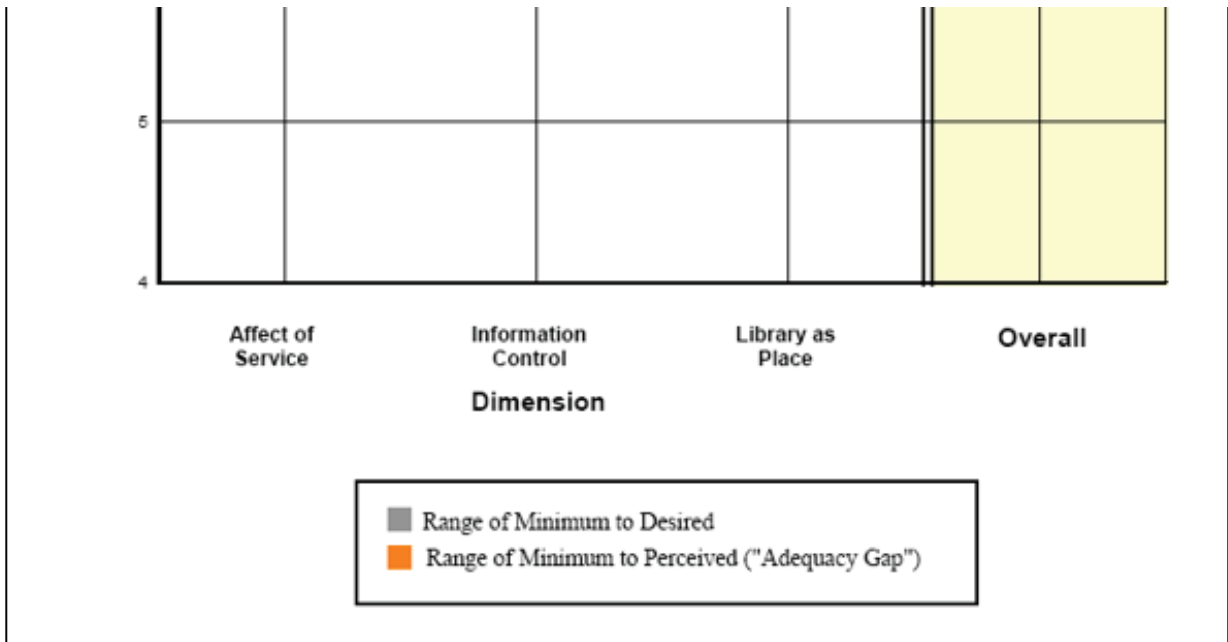 5
4
Affect of
Service
Information
Control
Library as
Place
Overall
Dimension
Range of Minimum to Desired
Range of Minimum to Perceived ("Adequacy Gap")